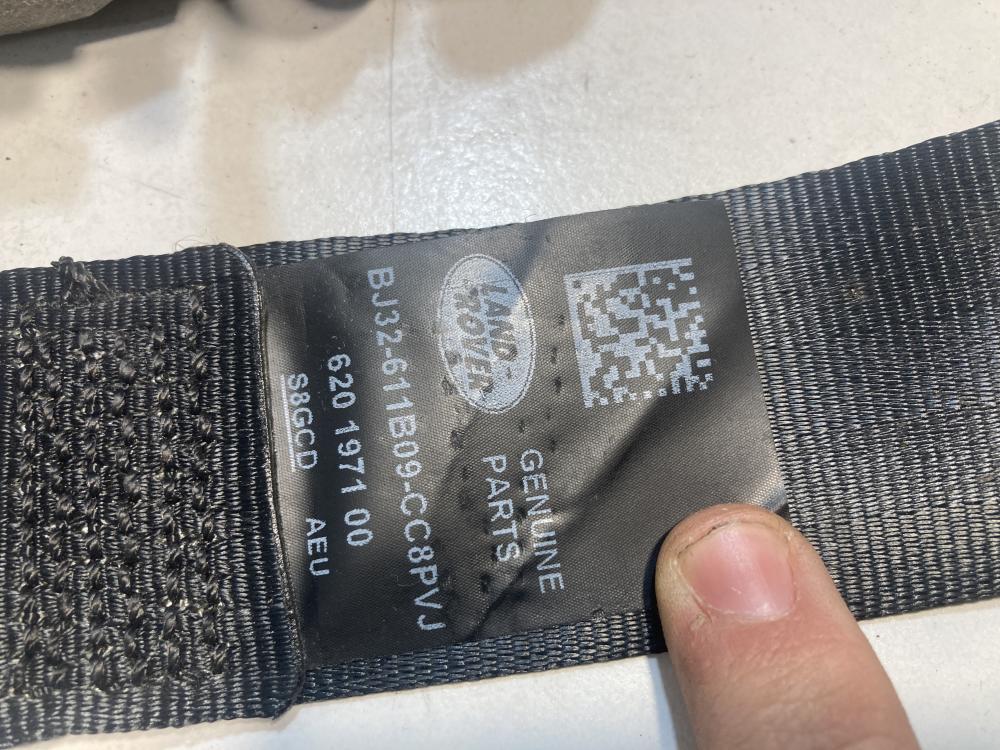 LAND
ROVER
GENUINE
PARTS
BJ32-611B09-CC8PVJ
620 1971 00
S8GCD AEU